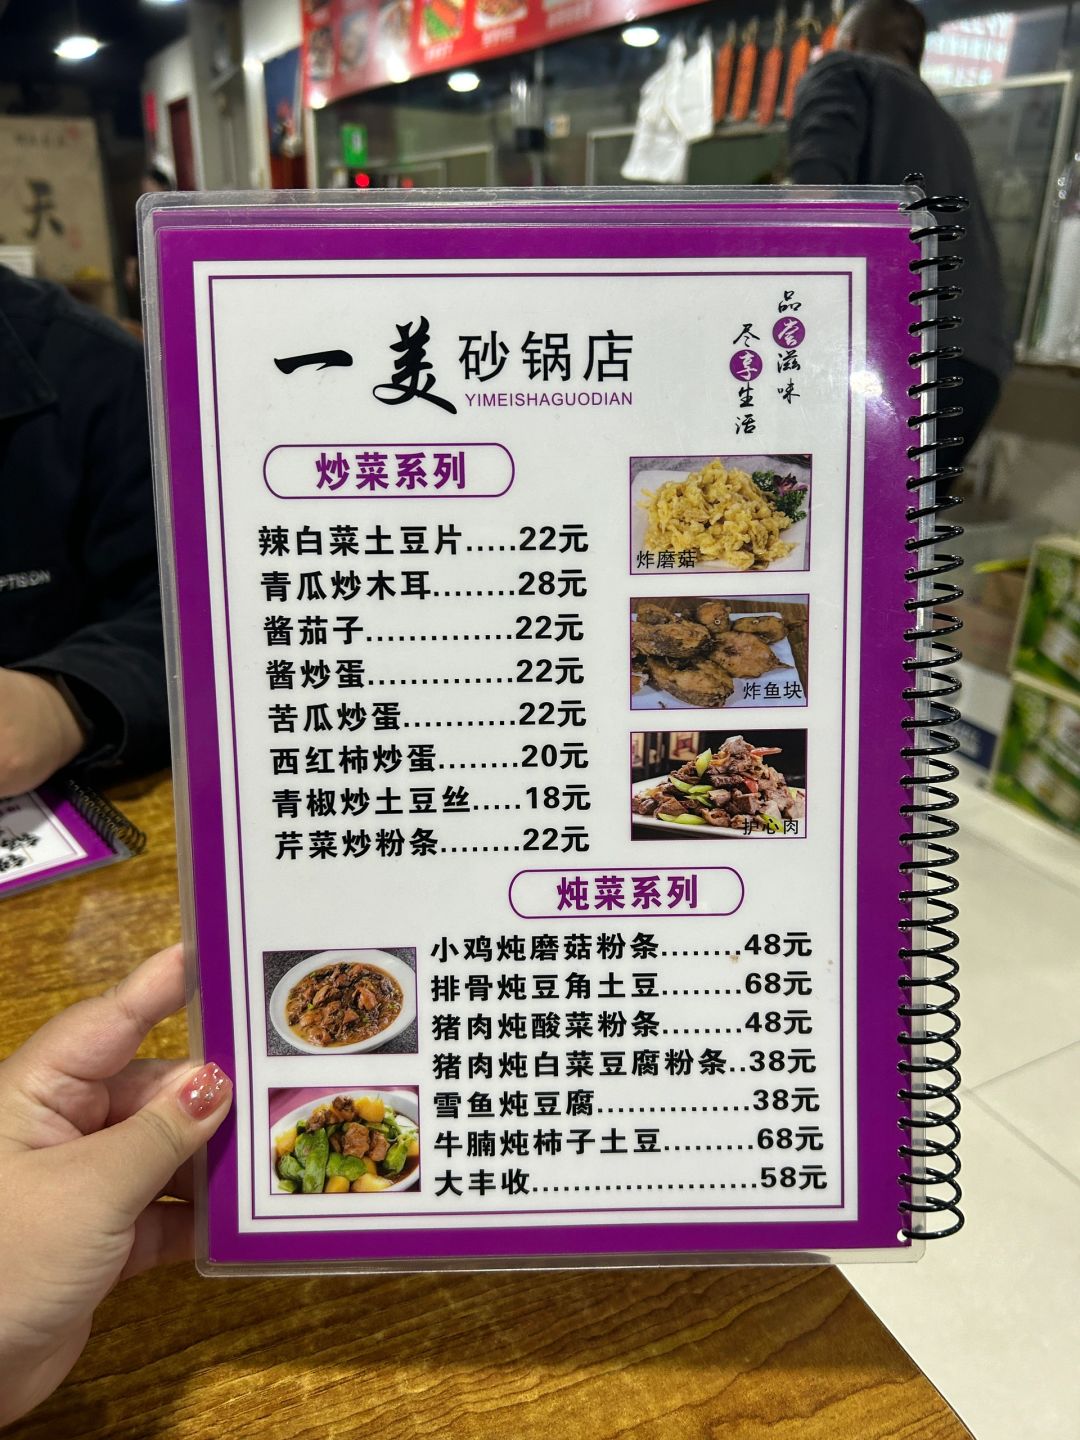 天
一美砂锅店
YIMEISHAGUODIAN
品尝滋味
尽享生活
炒菜系列
辣白菜土豆片.....22元
青瓜炒木耳........28元
酱茄子..............22元
酱炒蛋..............22元
苦瓜炒蛋...........22元
西红柿炒蛋........20元
青椒炒土豆丝.....18元
芹菜炒粉条........22元
炸磨菇
炸鱼块
护心肉
炖菜系列
小鸡炖磨菇粉条........48元
排骨炖豆角土豆........68元
猪肉炖酸菜粉条........48元
猪肉炖白菜豆腐粉条..38元
雪鱼炖豆腐...............38元
牛腩炖柿子土豆.........68元
大丰收......................58元